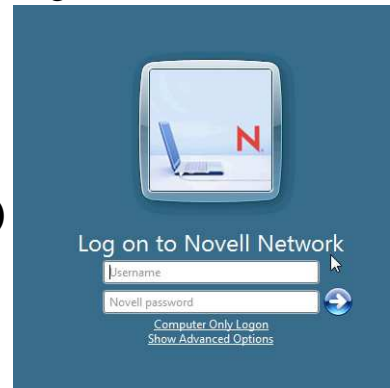 N
Log on to Novell Network
Username
Novell password
Computer Only Logon
Show Advanced Options